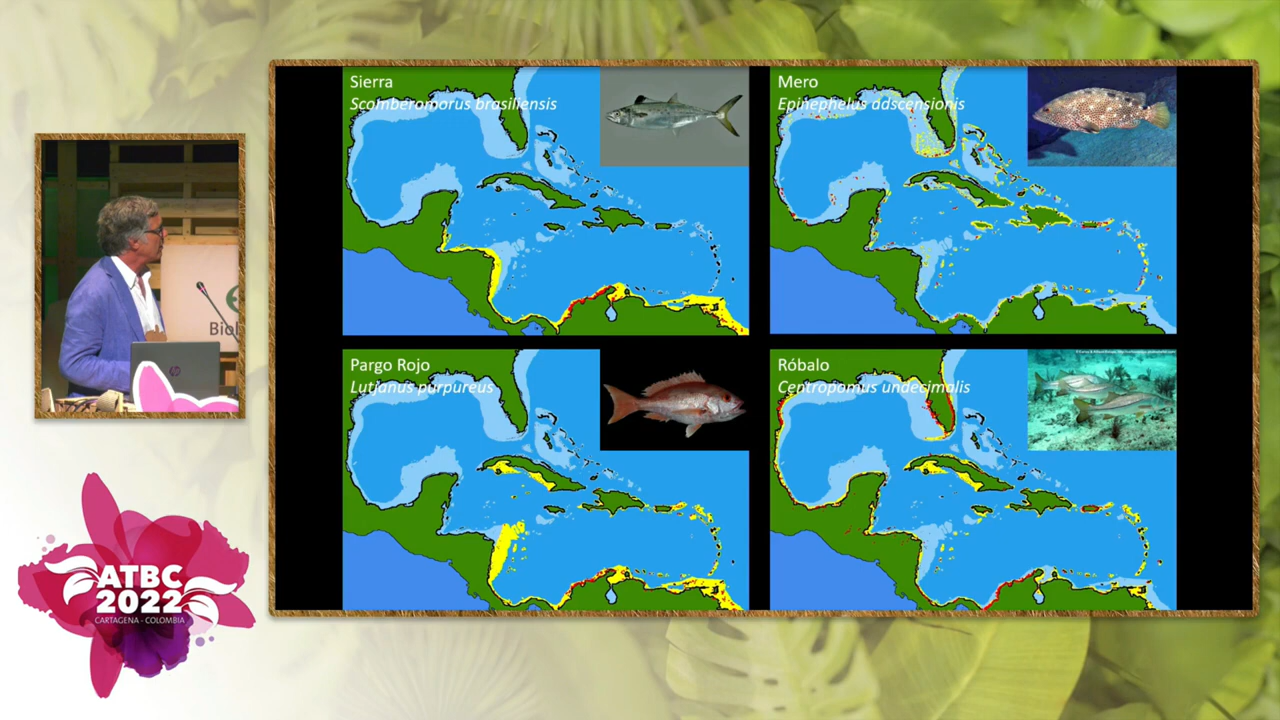 Sierra
Scomberomorus brasiliensis
Mero
Epinephelus adscensionis
Pargo Rojo
Lutjanus purpureus
Róbalo
Centropomus undecimalis
ATBC
2022
CARTAGENA - COLOMBIA